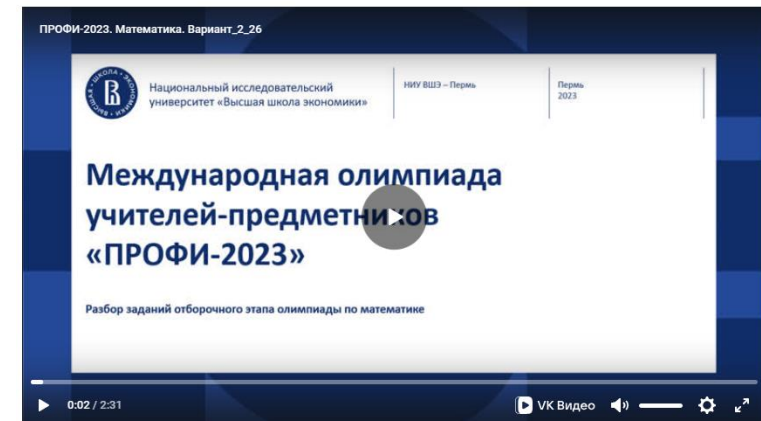 ПРОФИ-2023. Математика. Вариант_2_26
Национальный исследовательский
университет «Высшая школа экономики»
НИУ ВШЭ – Пермь
Пермь
2023
Международная олимпиада
учителей-предметников
«ПРОФИ-2023»
Разбор заданий отборочного этапа олимпиады по математике
0:02 / 2:31
VK Видео